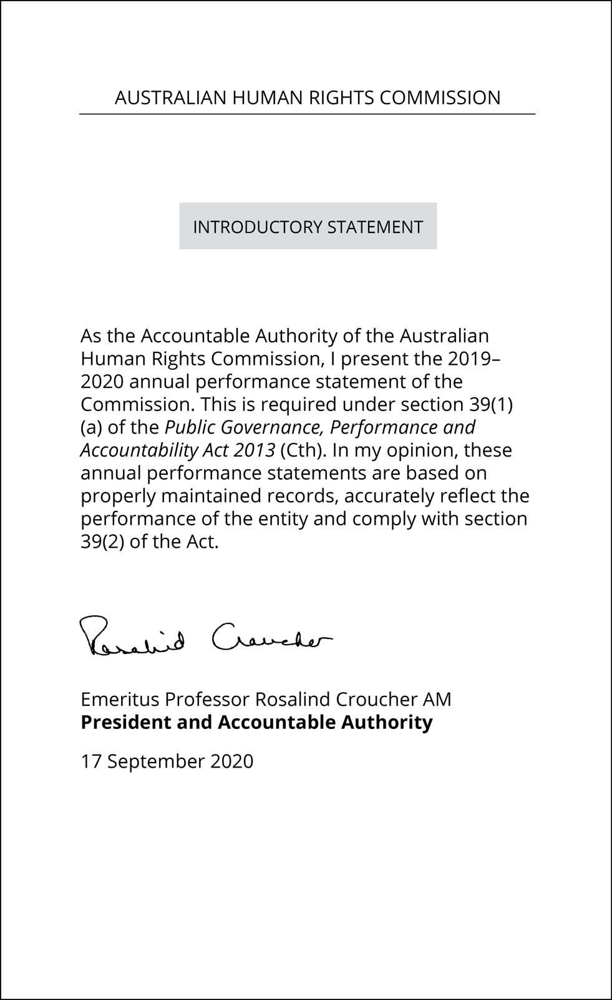 AUSTRALIAN HUMAN RIGHTS COMMISSION
INTRODUCTORY STATEMENT
As the Accountable Authority of the Australian
Human Rights Commission, I present the 2019–
2020 annual performance statement of the
Commission. This is required under section 39(1)
(a) of the Public Governance, Performance and
Accountability Act 2013 (Cth). In my opinion, these
annual performance statements are based on
properly maintained records, accurately reflect the
performance of the entity and comply with section
39(2) of the Act.
Rosalind Croucher
Emeritus Professor Rosalind Croucher AM
President and Accountable Authority
17 September 2020